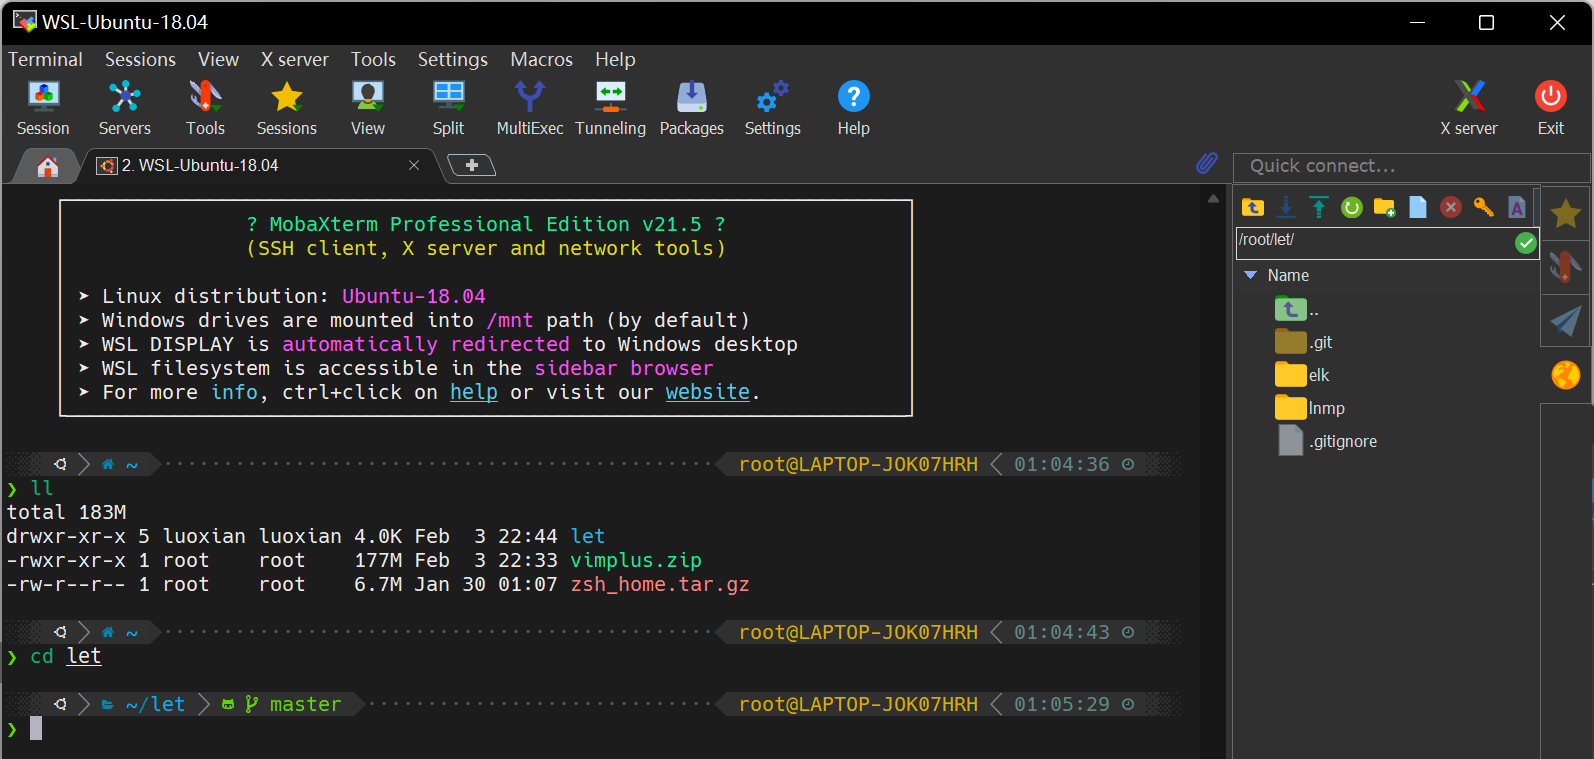 WSL-Ubuntu-18.04
Terminal Sessions View X server Tools Settings Macros Help
Session Servers Tools Sessions View Split MultiExec Tunneling Packages Settings Help X server Exit
2. WSL-Ubuntu-18.04
Quick connect...
? MobaXterm Professional Edition v21.5 ?
(SSH client, X server and network tools)
➤ Linux distribution: Ubuntu-18.04
➤ Windows drives are mounted into /mnt path (by default)
➤ WSL DISPLAY is automatically redirected to Windows desktop
➤ WSL filesystem is accessible in the sidebar browser
➤ For more info, ctrl+click on help or visit our website.
~ root@LAPTOP-JOK07HRH 01:04:36
❯ ll
total 183M
drwxr-xr-x 5 luoxian luoxian 4.0K Feb 3 22:44 let
-rwxr-xr-x 1 root root 177M Feb 3 22:33 vimplus.zip
-rw-r--r-- 1 root root 6.7M Jan 30 01:07 zsh_home.tar.gz
~ root@LAPTOP-JOK07HRH 01:04:43
❯ cd let
~/let master root@LAPTOP-JOK07HRH 01:05:29
❯
/root/let/
Name
..
.git
elk
lnmp
.gitignore